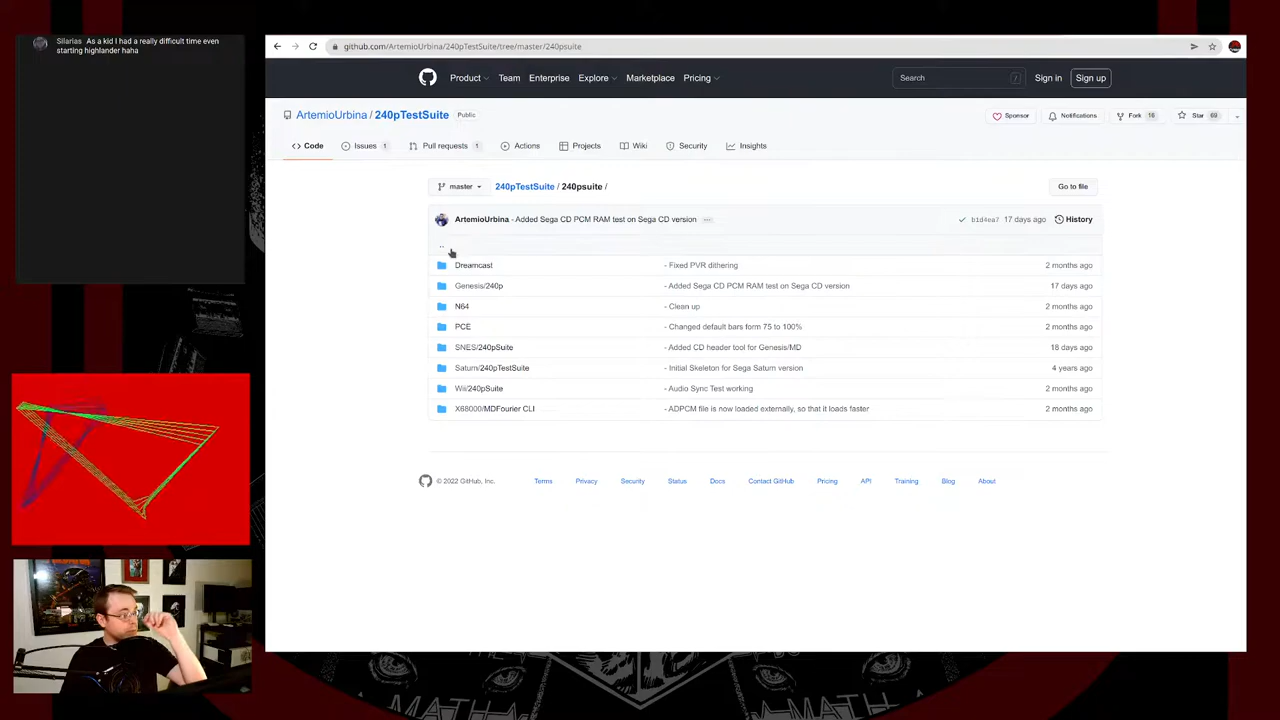 Silarias As a kid I had a really difficult time even
starting highlander haha
github.com/ArtemioUrbina/240pTestSuite/tree/master/240psuite
Product Team Enterprise Explore Marketplace Pricing Search / Sign in Sign up
ArtemioUrbina / 240pTestSuite Public Sponsor Notifications Fork 16 Star 69
<> Code Issues 1 Pull requests 1 Actions Projects Wiki Security Insights
master 240pTestSuite / 240psuite / Go to file
ArtemioUrbina - Added Sega CD PCM RAM test on Sega CD version ... b1d4ea7 17 days ago History
..
Dreamcast - Fixed PVR dithering 2 months ago
Genesis/240p - Added Sega CD PCM RAM test on Sega CD version 17 days ago
N64 - Clean up 2 months ago
PCE - Changed default bars form 75 to 100% 2 months ago
SNES/240pSuite - Added CD header tool for Genesis/MD 18 days ago
Saturn/240pTestSuite - Initial Skeleton for Sega Saturn version 4 years ago
Wii/240pSuite - Audio Sync Test working 2 months ago
X68000/MDFourier CLI - ADPCM file is now loaded externally, so that it loads faster 2 months ago
© 2022 GitHub, Inc. Terms Privacy Security Status Docs Contact GitHub Pricing API Training Blog About